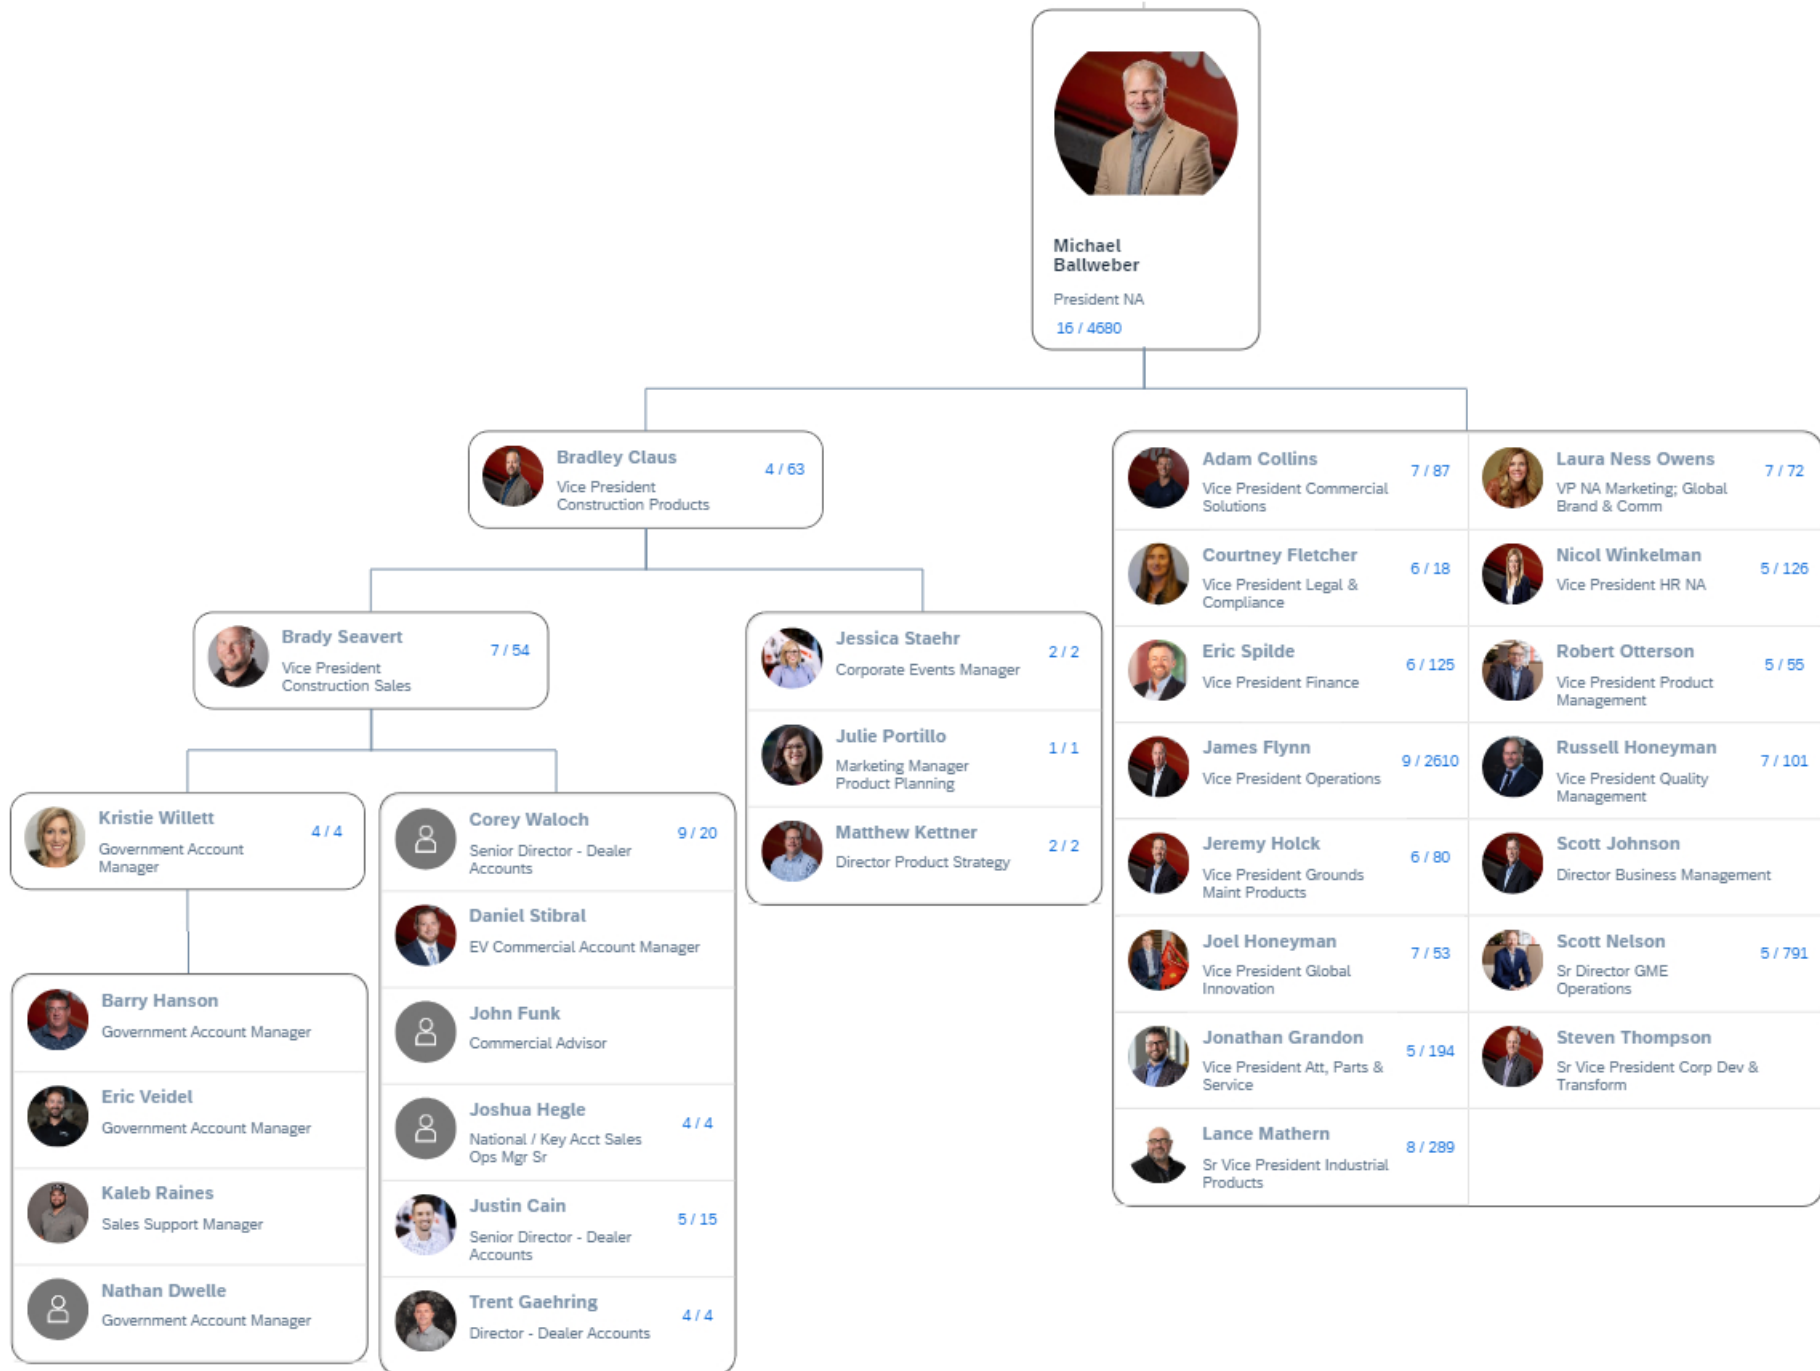 Michael
Ballweber
President NA
16 / 4680
Bradley Claus
4 / 63
Vice President
Construction Products
Adam Collins
7 / 87
Vice President Commercial
Solutions
Laura Ness Owens
7 / 72
VP NA Marketing; Global
Brand & Comm
Courtney Fletcher
6 / 18
Vice President Legal &
Compliance
Nicol Winkelman
5 / 126
Vice President HR NA
Eric Spilde
6 / 125
Vice President Finance
Robert Otterson
5 / 55
Vice President Product
Management
James Flynn
9 / 2610
Vice President Operations
Russell Honeyman
7 / 101
Vice President Quality
Management
Jeremy Holck
6 / 80
Vice President Grounds
Maint Products
Scott Johnson
Director Business Management
Joel Honeyman
7 / 53
Vice President Global
Innovation
Scott Nelson
5 / 791
Sr Director GME
Operations
Jonathan Grandon
5 / 194
Vice President Att, Parts &
Service
Steven Thompson
Sr Vice President Corp Dev &
Transform
Lance Mathern
8 / 289
Sr Vice President Industrial
Products
Brady Seavert
7 / 54
Vice President
Construction Sales
Jessica Staehr
2 / 2
Corporate Events Manager
Julie Portillo
1 / 1
Marketing Manager
Product Planning
Matthew Kettner
2 / 2
Director Product Strategy
Kristie Willett
4 / 4
Government Account
Manager
Corey Waloch
9 / 20
Senior Director - Dealer
Accounts
Daniel Stibral
EV Commercial Account Manager
John Funk
Commercial Advisor
Joshua Hegle
4 / 4
National / Key Acct Sales
Ops Mgr Sr
Justin Cain
5 / 15
Senior Director - Dealer
Accounts
Trent Gaehring
4 / 4
Director - Dealer Accounts
Barry Hanson
Government Account Manager
Eric Veidel
Government Account Manager
Kaleb Raines
Sales Support Manager
Nathan Dwelle
Government Account Manager